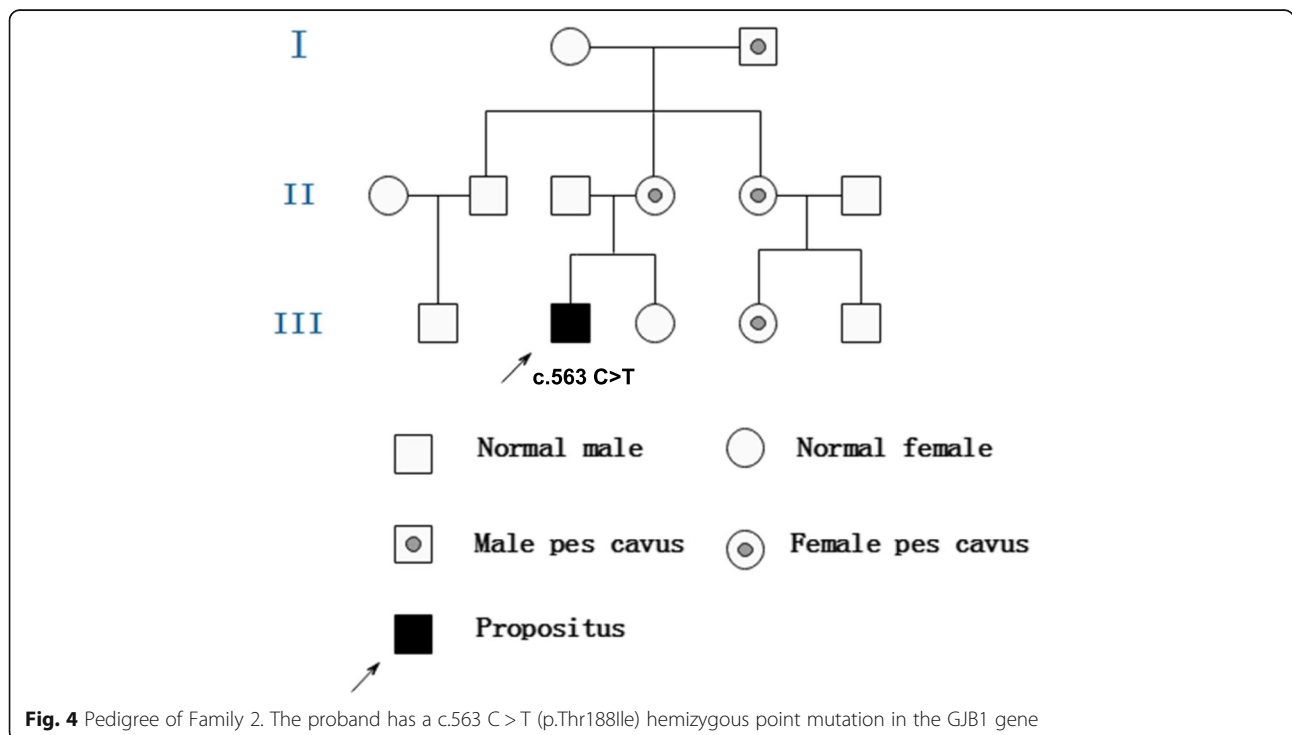 I
II
III
c.563 C>T
Normal male Normal female
Male pes cavus Female pes cavus
Propositus
Fig. 4 Pedigree of Family 2. The proband has a c.563 C > T (p.Thr188Ile) hemizygous point mutation in the GJB1 gene